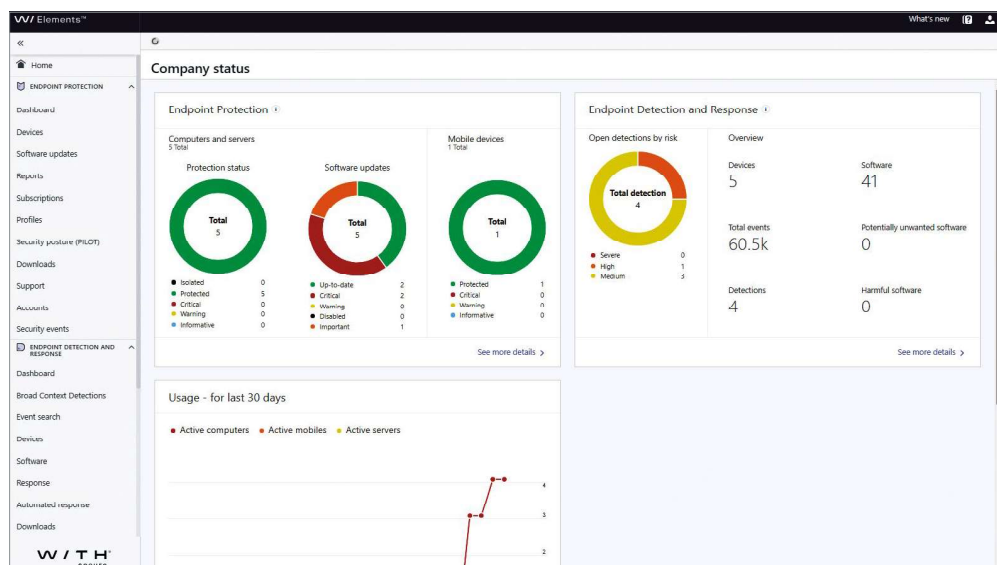 W/ Elements™
What's new
«
Home
Company status
ENDPOINT PROTECTION
Dashboard
Devices
Software updates
Reports
Subscriptions
Profiles
Security posture (PILOT)
Downloads
Support
Accounts
Security events
ENDPOINT DETECTION AND
RESPONSE
Dashboard
Broad Context Detections
Event search
Devices
Software
Response
Automated response
Downloads
W / T H
Endpoint Protection
Computers and servers
5 Total
Protection status
Total
5
Isolated 0
Protected 5
Critical 0
Warning 0
Informative 0
Software updates
Total
5
Up-to-date 2
Critical 2
Warning 0
Disabled 0
Important 1
Mobile devices
1 Total
Total
1
Protected 1
Critical 0
Warning 0
Informative 0
See more details >
Endpoint Detection and Response
Open detections by risk
Total detection
4
Severe 0
High 1
Medium 3
Overview
Devices
5
Software
41
Total events
60.5k
Potentially unwanted software
0
Detections
4
Harmful software
0
See more details >
Usage - for last 30 days
Active computers Active mobiles Active servers
4
3
2